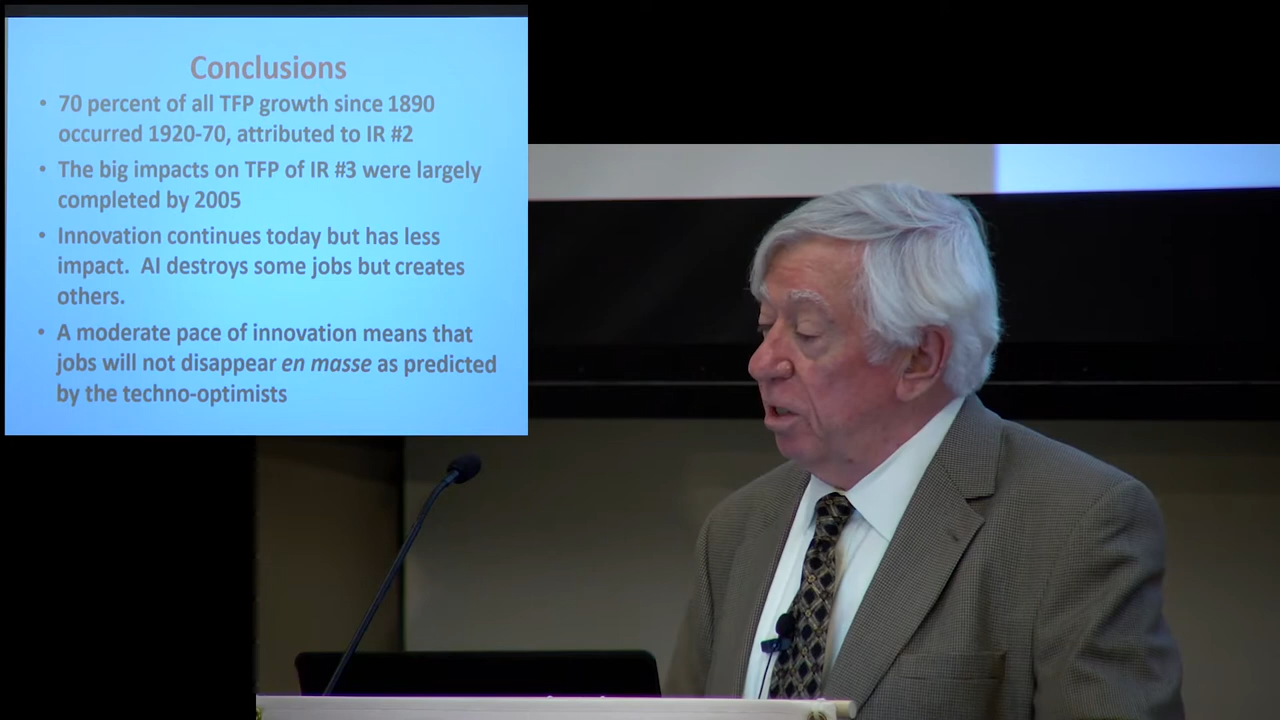 Conclusions
• 70 percent of all TFP growth since 1890
occurred 1920-70, attributed to IR #2
• The big impacts on TFP of IR #3 were largely
completed by 2005
• Innovation continues today but has less
impact. AI destroys some jobs but creates
others.
• A moderate pace of innovation means that
jobs will not disappear en masse as predicted
by the techno-optimists